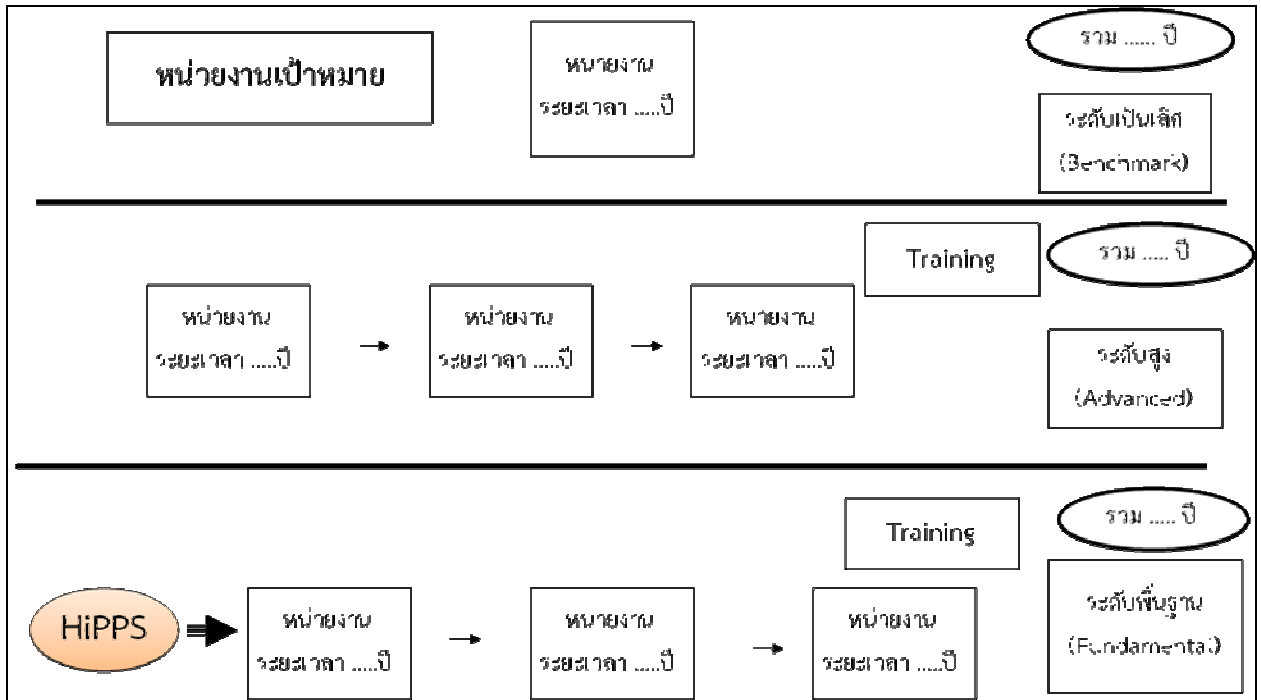 หน่วยงานเป้าหมาย
หน่วยงาน
ระยะเวลา .....ปี
รวม ...... ปี
ระดับเป็นเลิศ
(Benchmark)
Training
รวม ..... ปี
หน่วยงาน
ระยะเวลา .....ปี
→
หน่วยงาน
ระยะเวลา .....ปี
→
หน่วยงาน
ระยะเวลา .....ปี
ระดับสูง
(Advanced)
Training
รวม ..... ปี
HiPPS
หน่วยงาน
ระยะเวลา .....ปี
→
หน่วยงาน
ระยะเวลา .....ปี
→
หน่วยงาน
ระยะเวลา .....ปี
ระดับพื้นฐาน
(Fundamental)